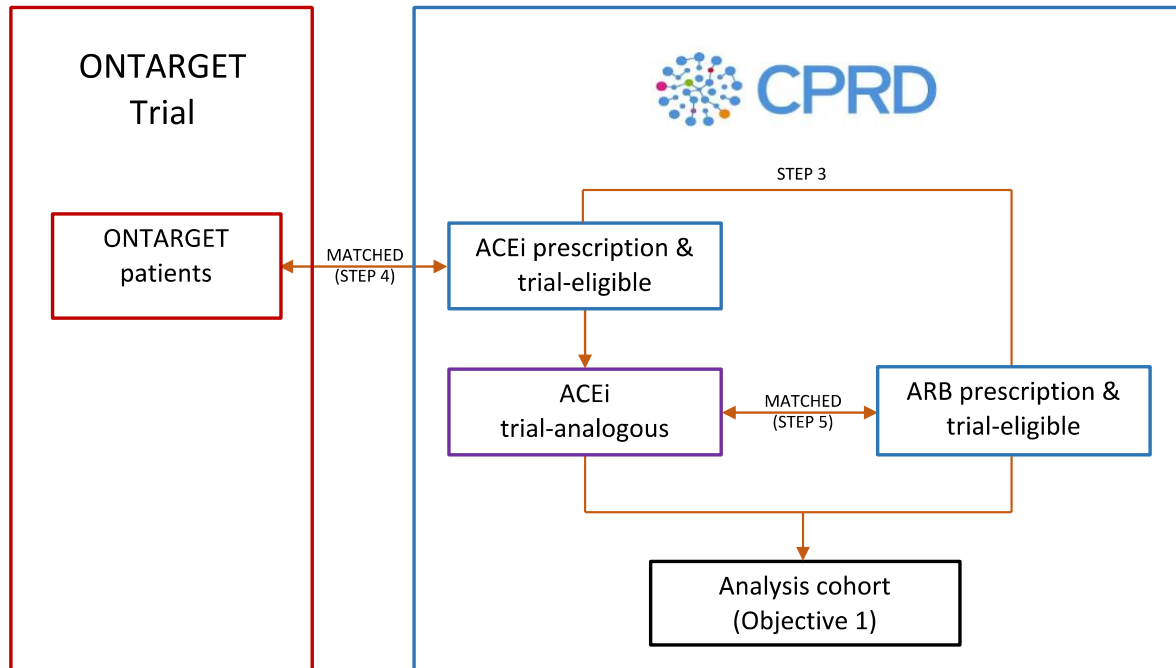 ONTARGET
Trial
CPRD
STEP 3
ONTARGET
patients
MATCHED
(STEP 4)
ACEi prescription &
trial-eligible
ACEi
trial-analogous
MATCHED
(STEP 5)
ARB prescription &
trial-eligible
Analysis cohort
(Objective 1)